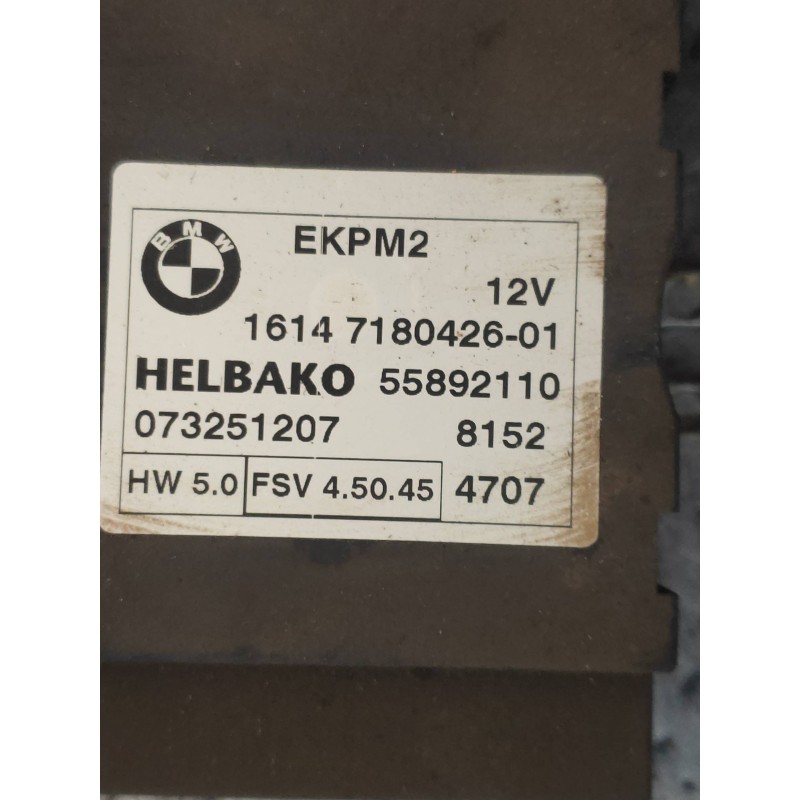 BMW
EKPM2
12V
1614 7180426-01
HELBAKO 55892110
073251207 8152
HW 5.0 FSV 4.50.45 4707